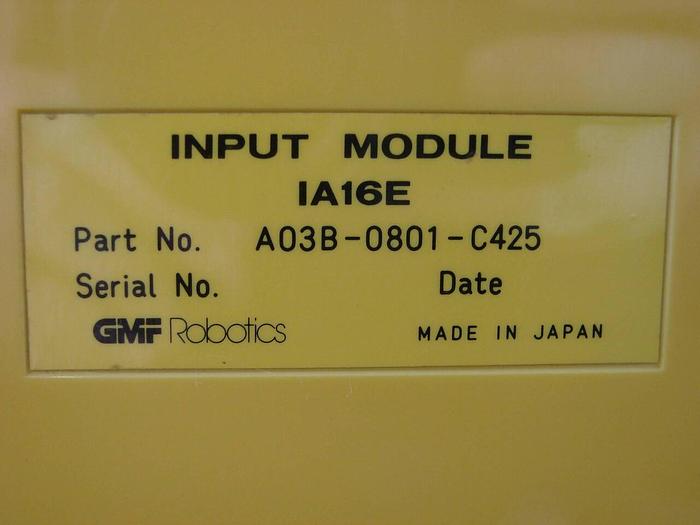 INPUT MODULE
IA16E
Part No. A03B-0801-C425
Serial No. Date
GMF Robotics MADE IN JAPAN